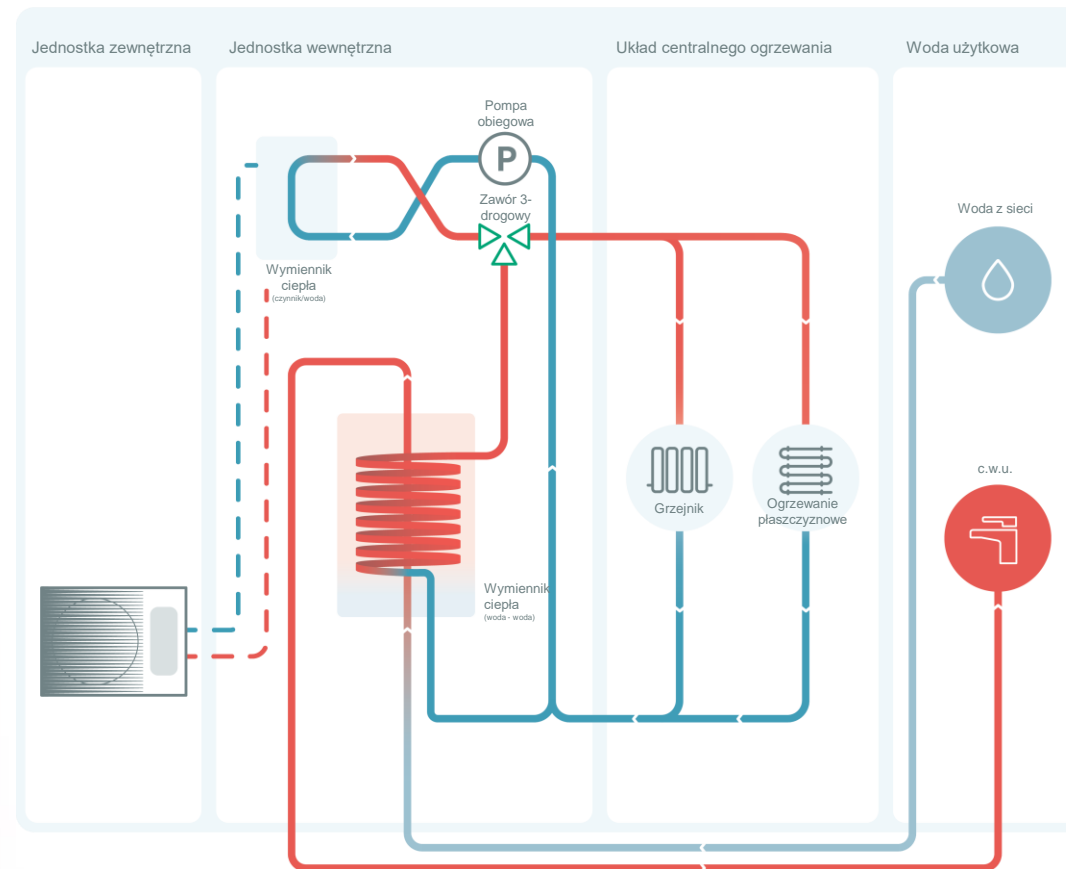 Jednostka zewnętrzna
Jednostka wewnętrzna
Układ centralnego ogrzewania
Woda użytkowa
Pompa
obiegowa
P
Zawór 3-
drogowy
Wymiennik
ciepła
(czynnik/woda)
Woda z sieci
c.w.u.
Grzejnik
Ogrzewanie
płaszczyznowe
Wymiennik
ciepła
(woda - woda)